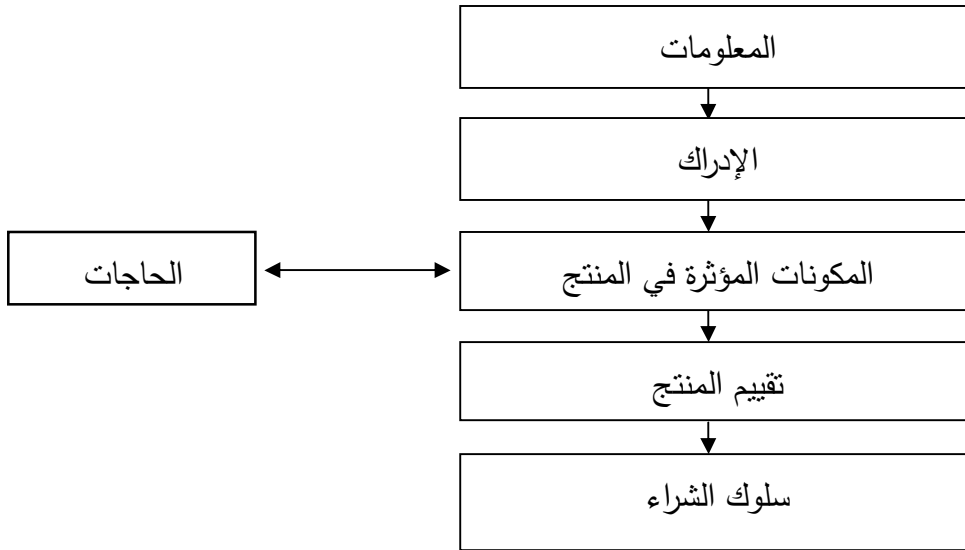 المعلومات
الإدراك
المكونات المؤثرة في المنتج
الحاجات
تقييم المنتج
سلوك الشراء